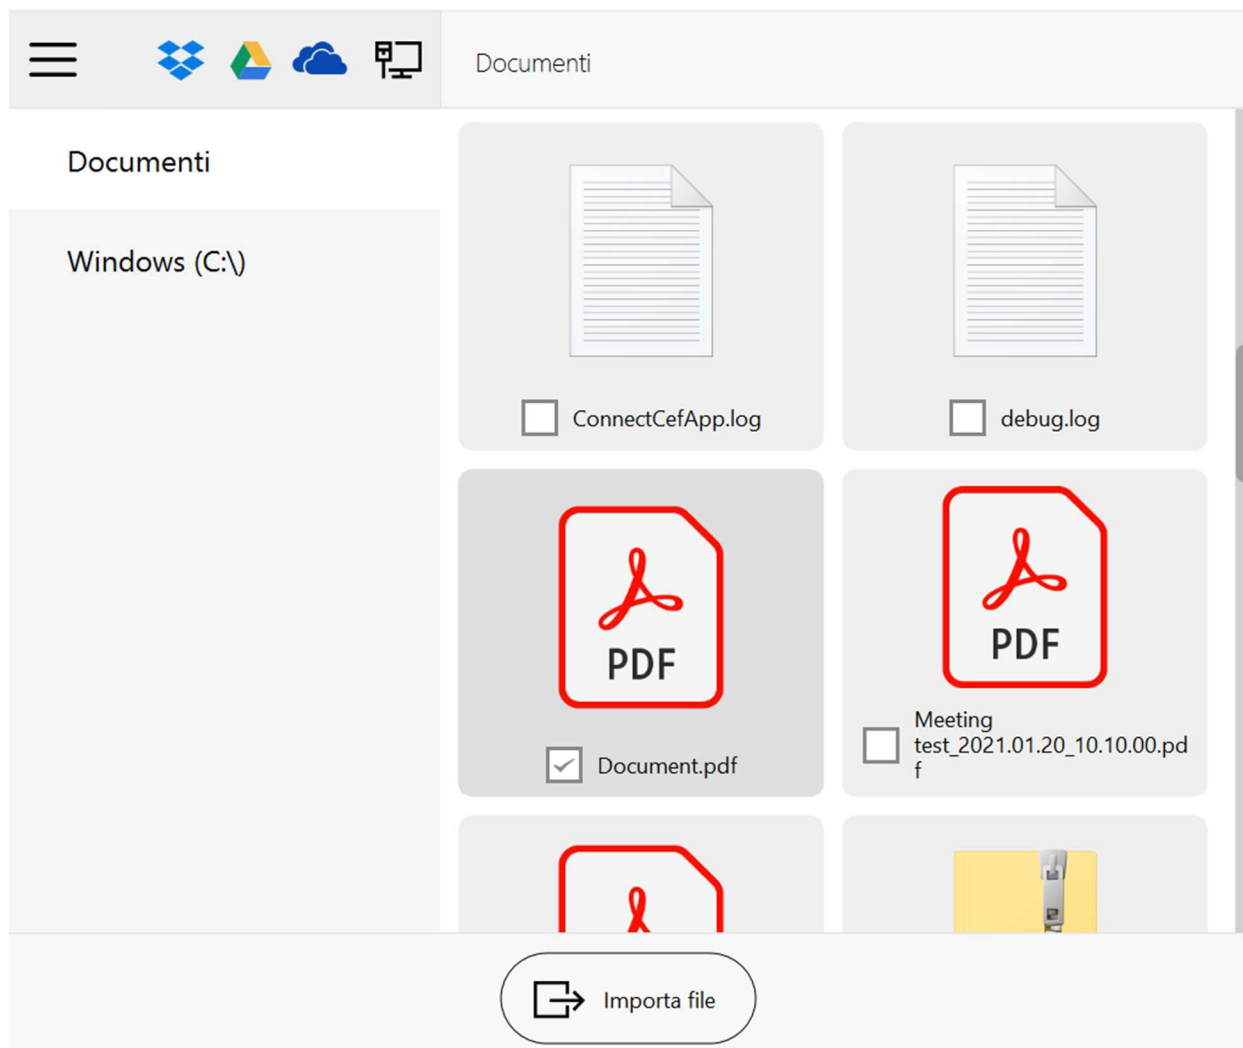 Documenti
Documenti
Windows (C:\)
ConnectCefApp.log
debug.log
PDF
Document.pdf
PDF
Meeting
test_2021.01.20_10.10.00.pd
f
Importa file